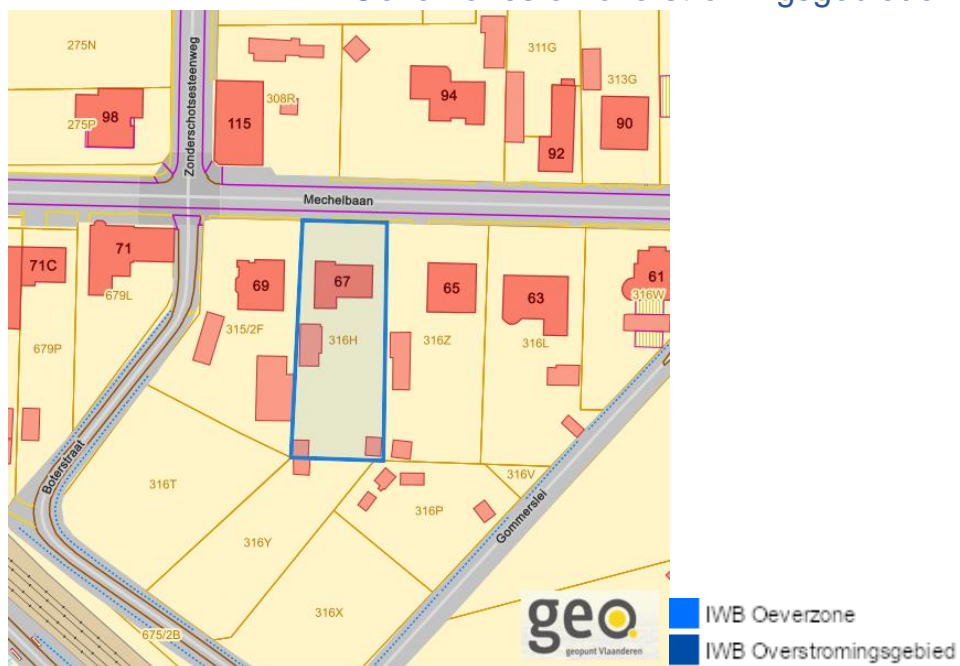 275N
311G
313G
94
308R
98
275P
115
90
92
Zonderschotsesteenweg
Mechelbaan
71
71C
69
67
65
63
61
679L
316W
315/2F
316H
316Z
316L
679P
Boterstraat
316T
316V
316P
Gommerslei
316Y
316X
675/2B
geo
geopunt Vlaanderen
IWB Oeverzone
IWB Overstromingsgebied